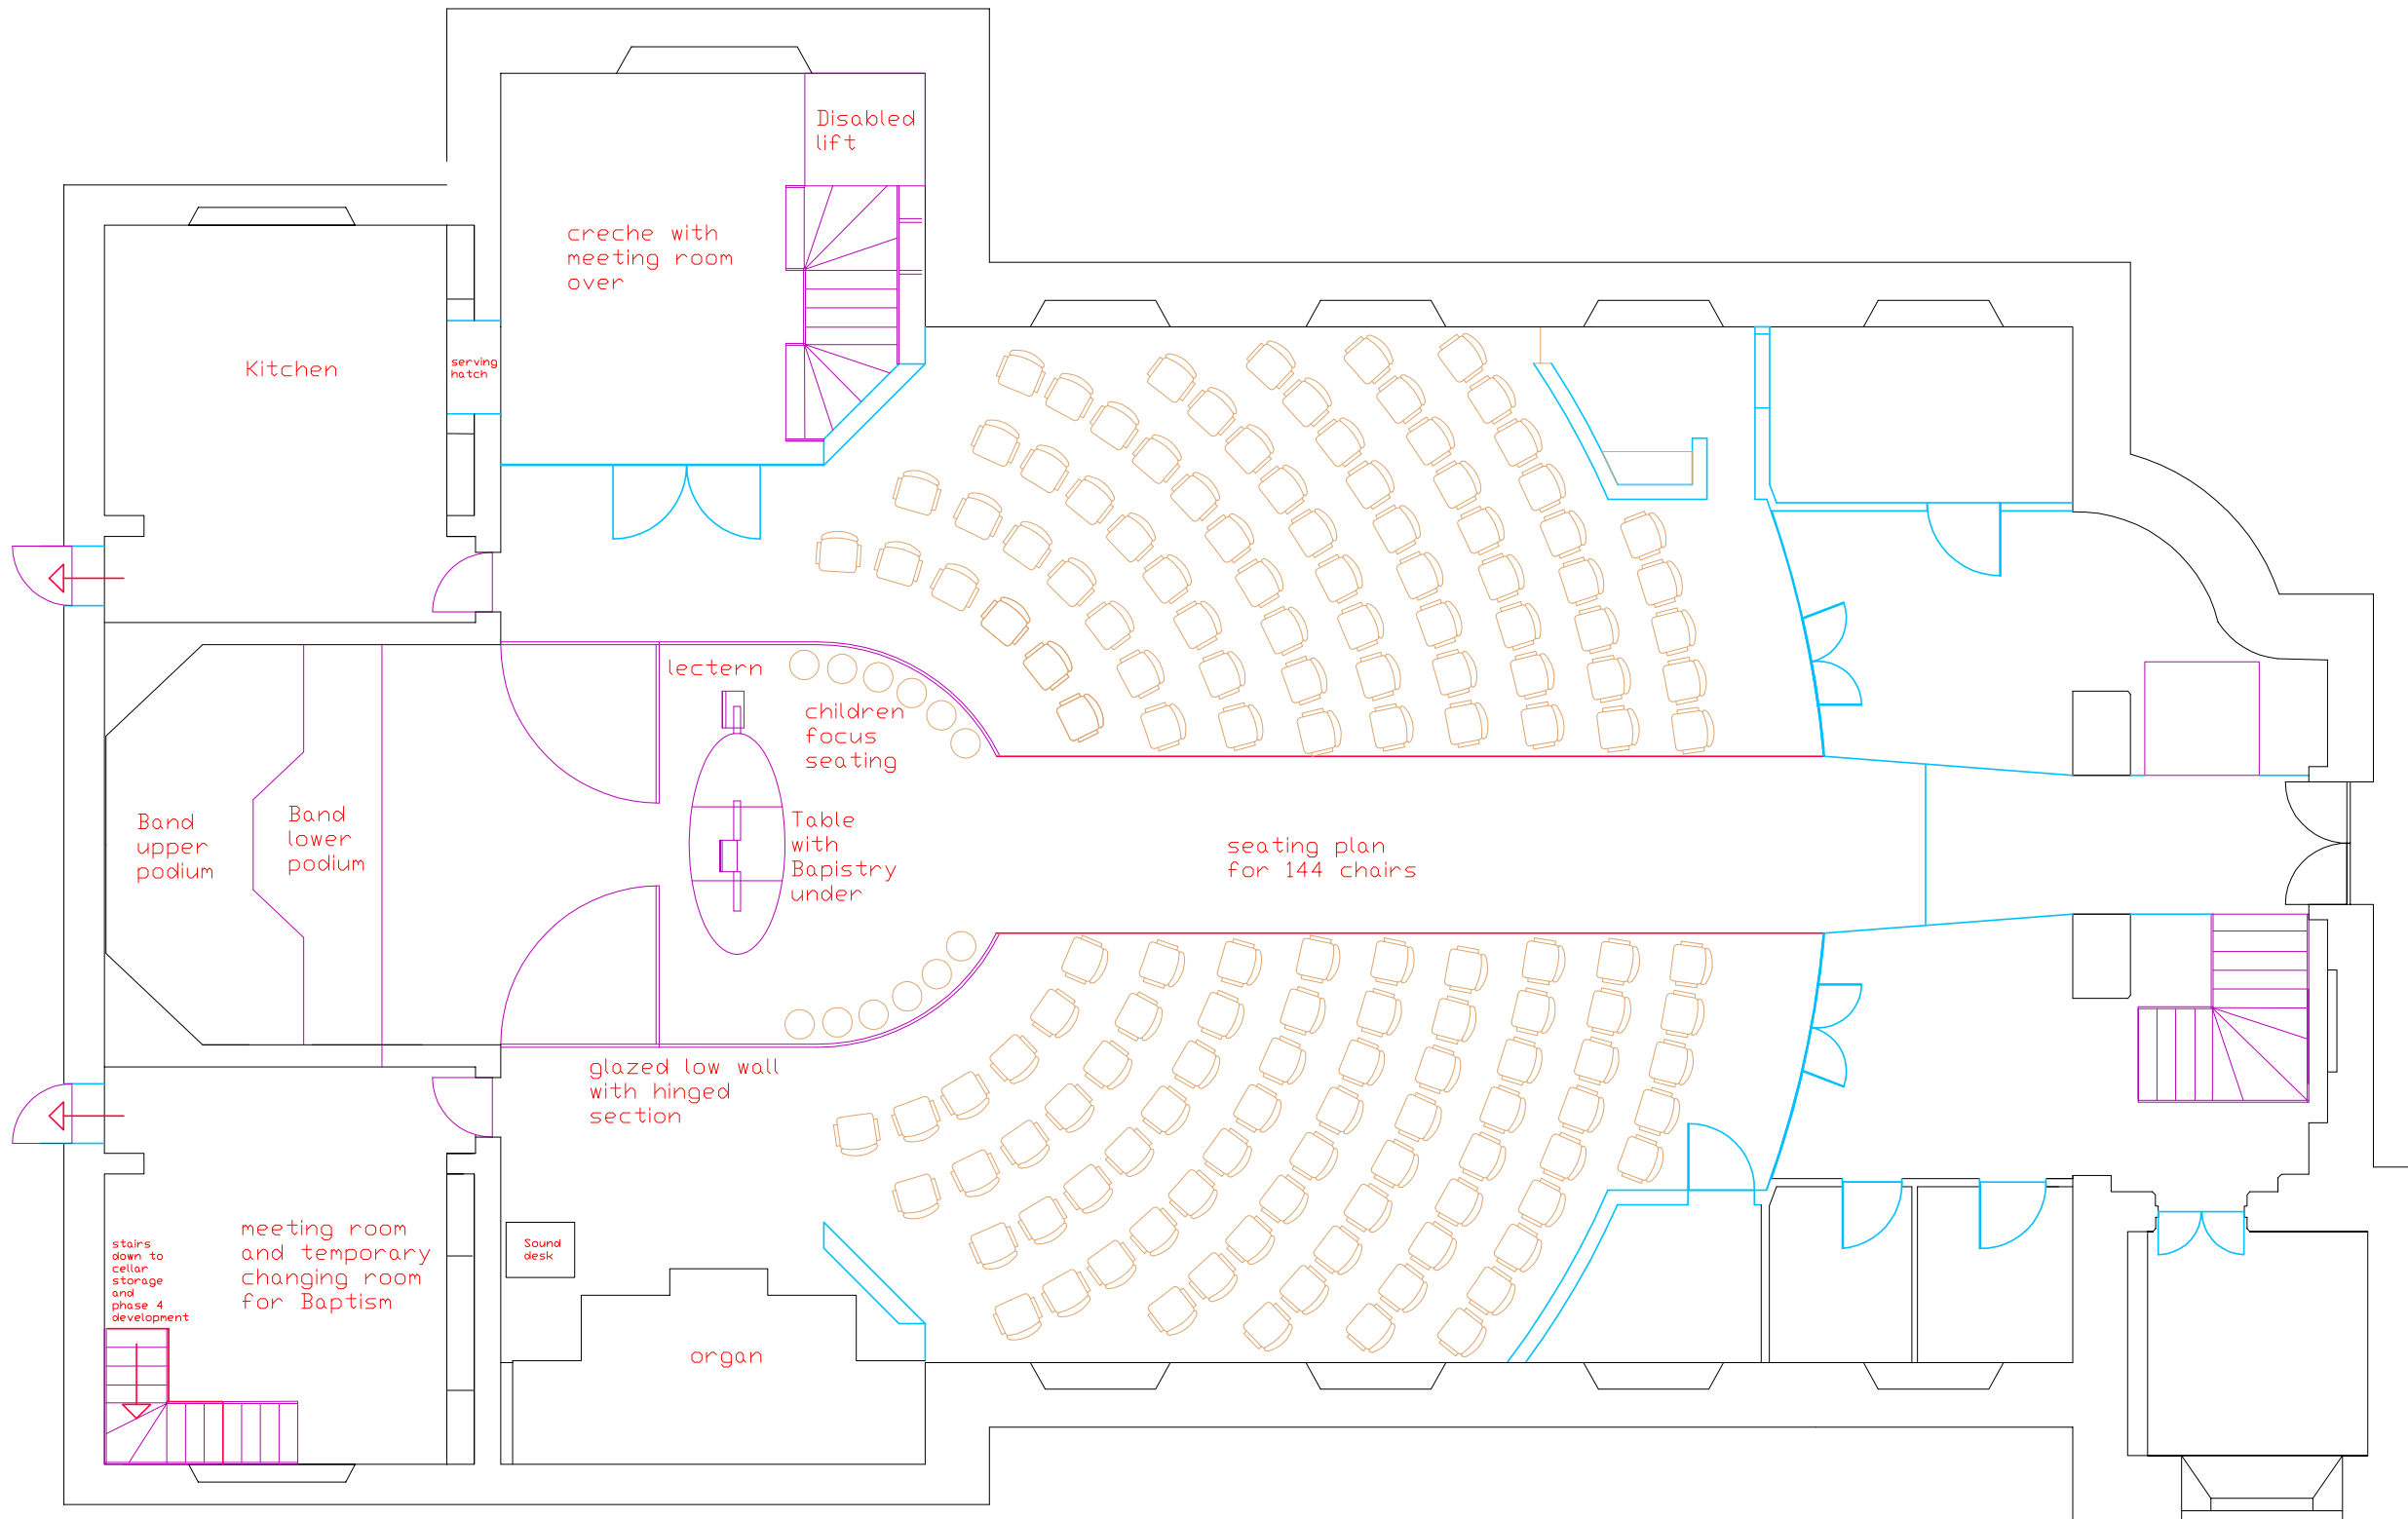 Disabled
lift
creche with
meeting room
over
Kitchen
serving
hatch
lectern
children
focus
seating
Band
upper
podium
Band
lower
podium
Table
with
Bapistry
under
seating plan
for 144 chairs
glazed low wall
with hinged
section
Sound
desk
organ
meeting room
and temporary
changing room
for Baptism
stairs
down to
cellar
storage
and
phase 4
development